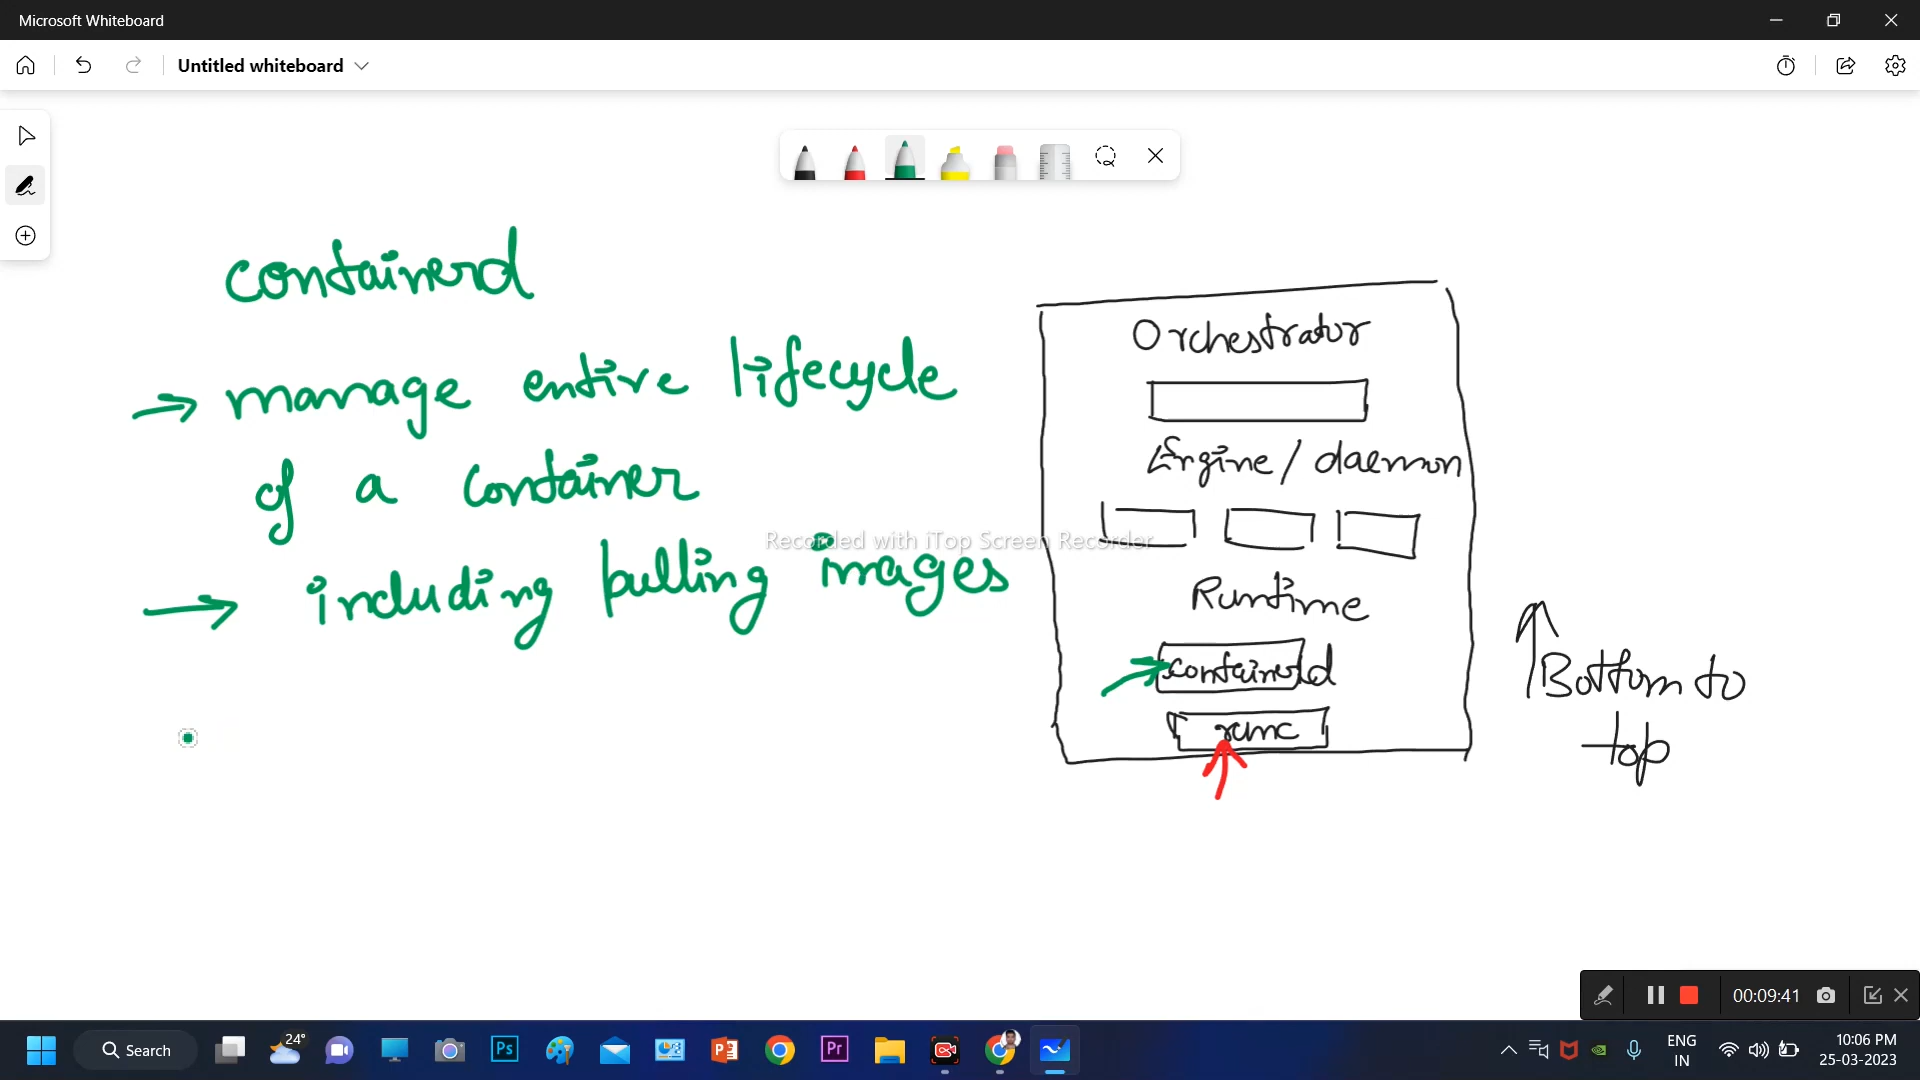 Microsoft Whiteboard
Untitled whiteboard
containerd
→ manage entire lifecycle
of a container
→ including pulling images
Orchestrator
Engine / daemon
Runtime
containerd
runc
Bottom to
top
Recorded with iTop Screen Recorder
00:09:41
24°
Search
Ps
Pr
ENG
IN
10:06 PM
25-03-2023